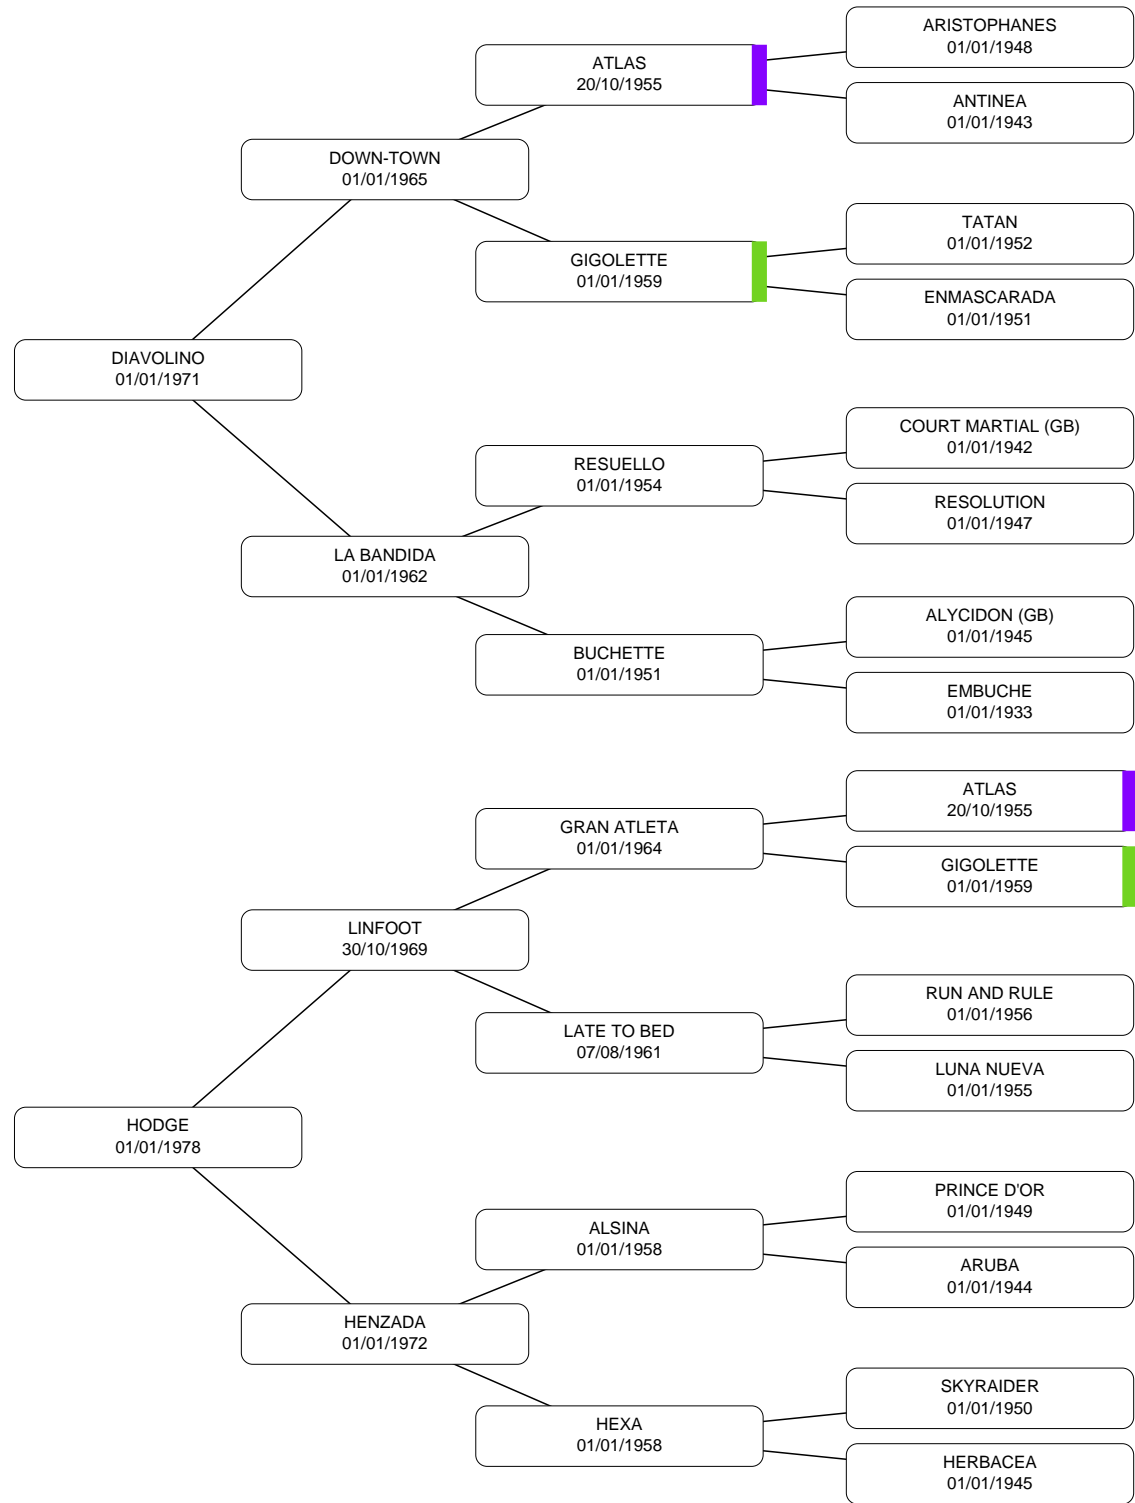 ARISTOPHANES
01/01/1948
ATLAS
20/10/1955
ANTINEA
01/01/1943
DOWN-TOWN
01/01/1965
TATAN
01/01/1952
GIGOLETTE
01/01/1959
ENMASCARADA
01/01/1951
DIAVOLINO
01/01/1971
COURT MARTIAL (GB)
01/01/1942
RESUELLO
01/01/1954
RESOLUTION
01/01/1947
LA BANDIDA
01/01/1962
ALYCIDON (GB)
01/01/1945
BUCHETTE
01/01/1951
EMBUCHE
01/01/1933
ATLAS
20/10/1955
GRAN ATLETA
01/01/1964
GIGOLETTE
01/01/1959
LINFOOT
30/10/1969
RUN AND RULE
01/01/1956
LATE TO BED
07/08/1961
LUNA NUEVA
01/01/1955
HODGE
01/01/1978
PRINCE D'OR
01/01/1949
ALSINA
01/01/1958
ARUBA
01/01/1944
HENZADA
01/01/1972
SKYRAIDER
01/01/1950
HEXA
01/01/1958
HERBACEA
01/01/1945